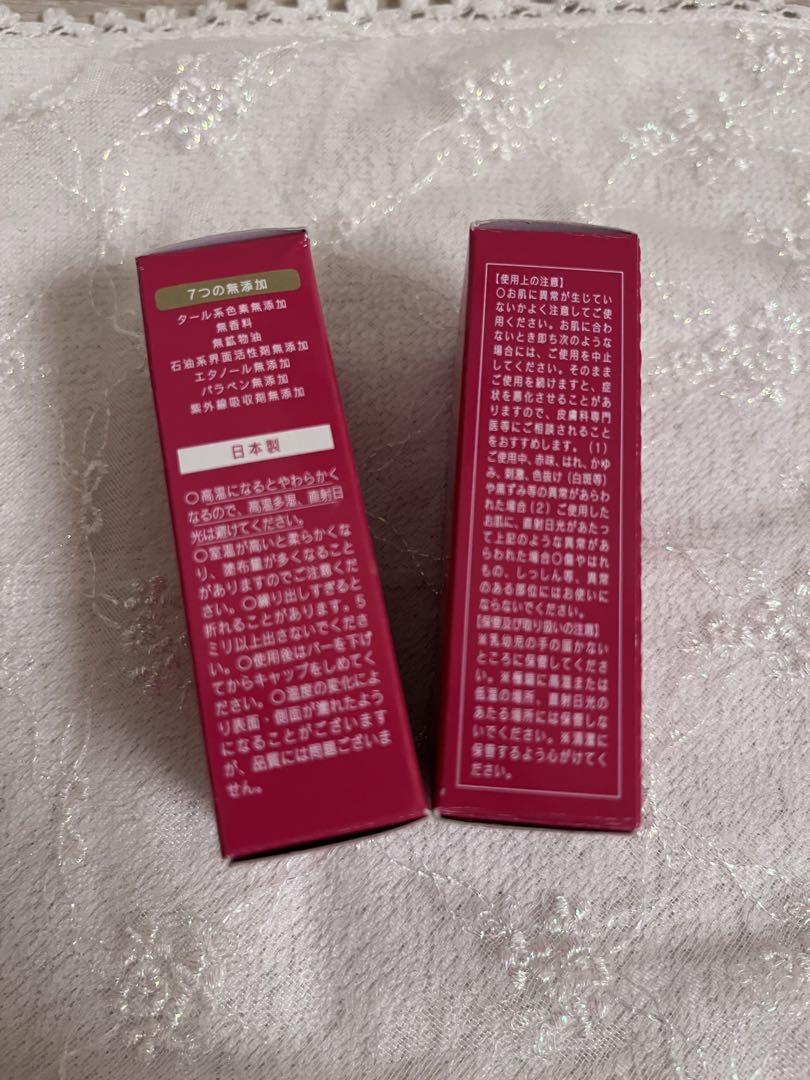 7つの無添加
タール系色素無添加
無香料
無鉱物油
石油系界面活性剤無添加
エタノール無添加
パラベン無添加
紫外線吸収剤無添加
日本製
○高温になるとやわらかく
なるので、高温多湿、直射日
光は避けてください。
○室温が高いと柔らかくな
り、塗布量が多くなること
がありますのでご注意くだ
さい。○繰り出しすぎると
折れることがあります。5
ミリ以上出さないでくださ
い。○使用後はバーを下げ
てからキャップをしめてく
ださい。○温度の変化によ
り表面・側面が濡れたよう
になることがございます
が、品質には問題ございま
せん。
【使用上の注意】
○お肌に異常が生じてい
ないかよく注意してご使
用ください。お肌に合わ
ないとき即ち次のような
場合には、ご使用を中止
してください。そのまま
ご使用を続けますと、症
状を悪化させることがあ
りますので、皮膚科専門
医等にご相談されること
をおすすめします。(1)
ご使用中、赤味、はれ、かゆ
み、刺激、色抜け(白斑等)
や黒ずみ等の異常があらわ
れた場合(2)ご使用した
お肌に、直射日光があたっ
て上記のような異常があ
らわれた場合○傷やはれ
もの、しっしん等、異常
のある部位にはお使いに
ならないでください。
【保管及び取り扱いの注意】
※乳幼児の手の届かない
ところに保管してくださ
い。※極端に高温または
低温の場所、直射日光の
あたる場所には保管しな
いでください。※清潔に
保管するよう心がけてく
ださい。